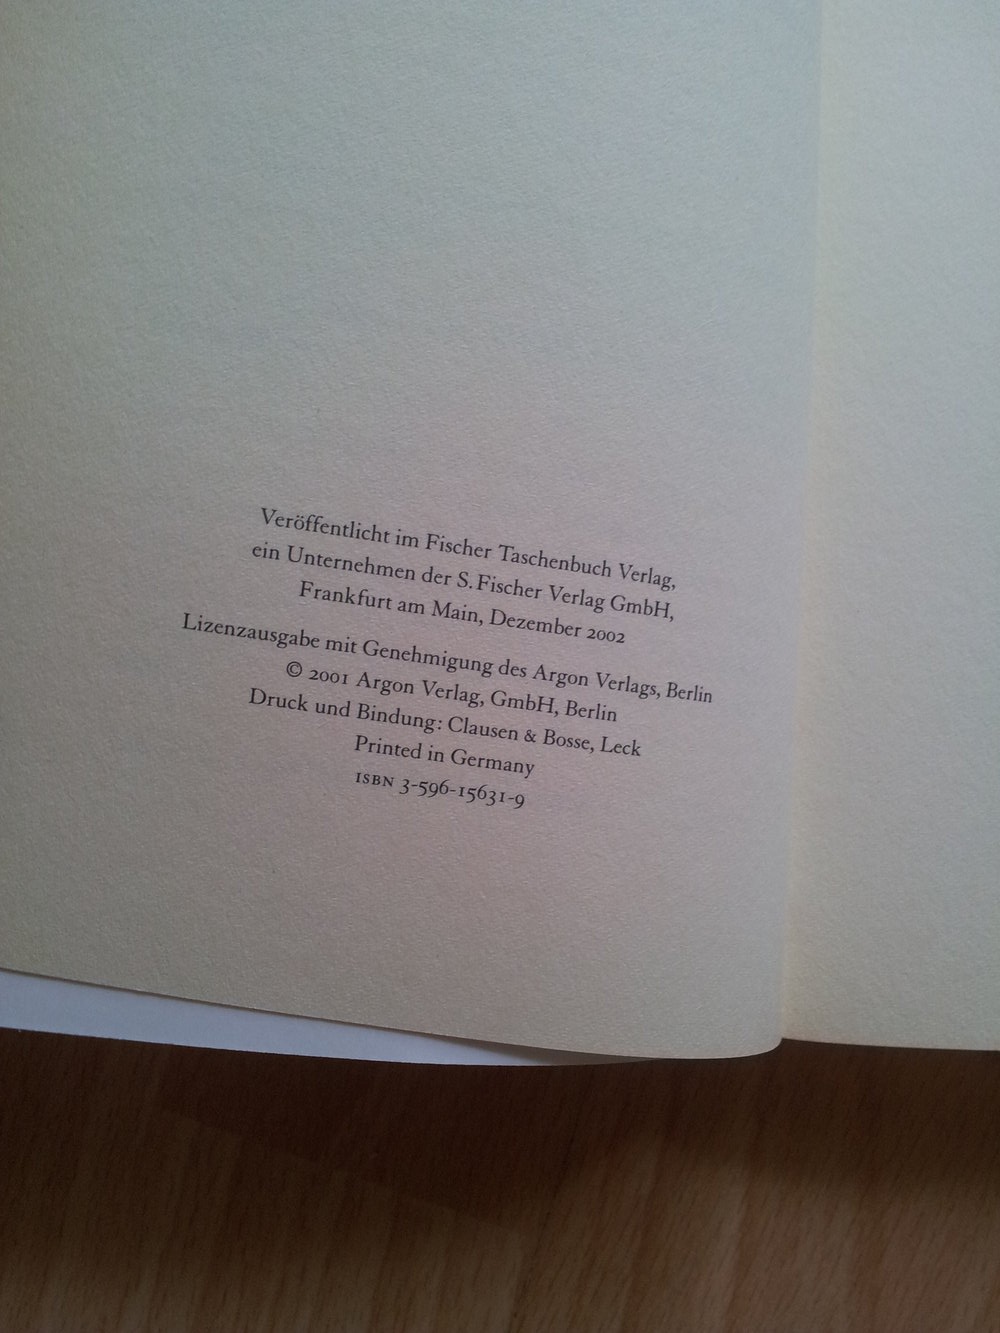 Veröffentlicht im Fischer Taschenbuch Verlag,
ein Unternehmen der S. Fischer Verlag GmbH,
Frankfurt am Main, Dezember 2002
Lizenzausgabe mit Genehmigung des Argon Verlags, Berlin
© 2001 Argon Verlag, GmbH, Berlin
Druck und Bindung: Clausen & Bosse, Leck
Printed in Germany
ISBN 3-596-15631-9